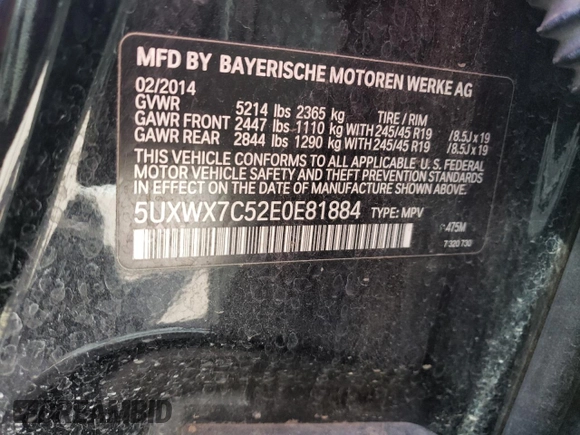 MFD BY BAYERISCHE MOTOREN WERKE AG
02/2014
GVWR 5214 lbs 2365 kg TIRE / RIM
GAWR FRONT 2447 lbs 1110 kg WITH 245/45 R19 / 8.5J x 19
GAWR REAR 2844 lbs 1290 kg WITH 245/45 R19 / 8.5J x 19
THIS VEHICLE CONFORMS TO ALL APPLICABLE U. S. FEDERAL
MOTOR VEHICLE SAFETY AND THEFT PREVENTION STANDARDS
IN EFFECT ON THE DATE OF MANUFACTURE SHOWN ABOVE.
5UXWX7C52E0E81884 TYPE: MPV
475M
7 320 730
STREAMBID